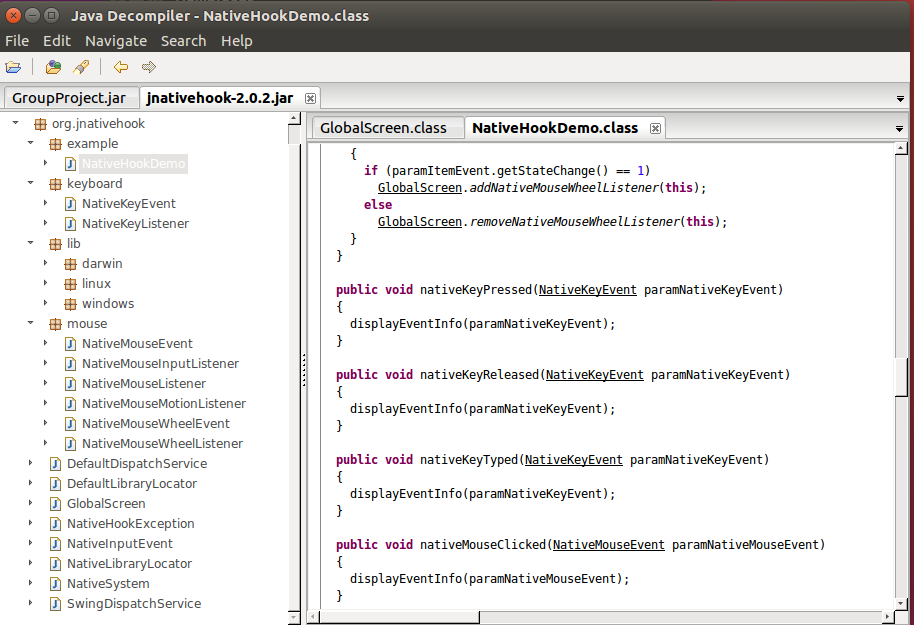 Java Decompiler - NativeHookDemo.class
File Edit Navigate Search Help
GroupProject.jar jnativehook-2.0.2.jar
org.jnativehook
example
NativeHookDemo
keyboard
NativeKeyEvent
NativeKeyListener
lib
darwin
linux
windows
mouse
NativeMouseEvent
NativeMouseInputListener
NativeMouseListener
NativeMouseMotionListener
NativeMouseWheelEvent
NativeMouseWheelListener
DefaultDispatchService
DefaultLibraryLocator
GlobalScreen
NativeHookException
NativeInputEvent
NativeLibraryLocator
NativeSystem
SwingDispatchService
GlobalScreen.class NativeHookDemo.class
{
if (paramItemEvent.getStateChange() == 1)
GlobalScreen.addNativeMouseWheelListener(this);
else
GlobalScreen.removeNativeMouseWheelListener(this);
}
}
public void nativeKeyPressed(NativeKeyEvent paramNativeKeyEvent)
{
displayEventInfo(paramNativeKeyEvent);
}
public void nativeKeyReleased(NativeKeyEvent paramNativeKeyEvent)
{
displayEventInfo(paramNativeKeyEvent);
}
public void nativeKeyTyped(NativeKeyEvent paramNativeKeyEvent)
{
displayEventInfo(paramNativeKeyEvent);
}
public void nativeMouseClicked(NativeMouseEvent paramNativeMouseEvent)
{
displayEventInfo(paramNativeMouseEvent);
}